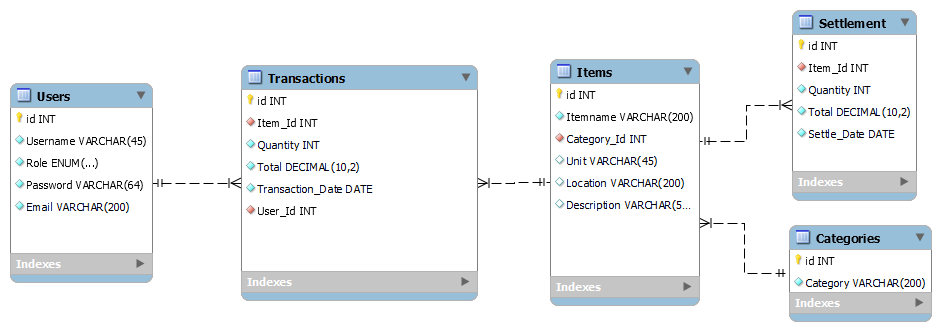 Users
id INT
Username VARCHAR(45)
Role ENUM(...)
Password VARCHAR(64)
Email VARCHAR(200)
Indexes
Transactions
id INT
Item_Id INT
Quantity INT
Total DECIMAL(10,2)
Transaction_Date DATE
User_Id INT
Indexes
Items
id INT
Itemname VARCHAR(200)
Category_Id INT
Unit VARCHAR(45)
Location VARCHAR(200)
Description VARCHAR(5...
Indexes
Settlement
id INT
Item_Id INT
Quantity INT
Total DECIMAL(10,2)
Settle_Date DATE
Indexes
Categories
id INT
Category VARCHAR(200)
Indexes